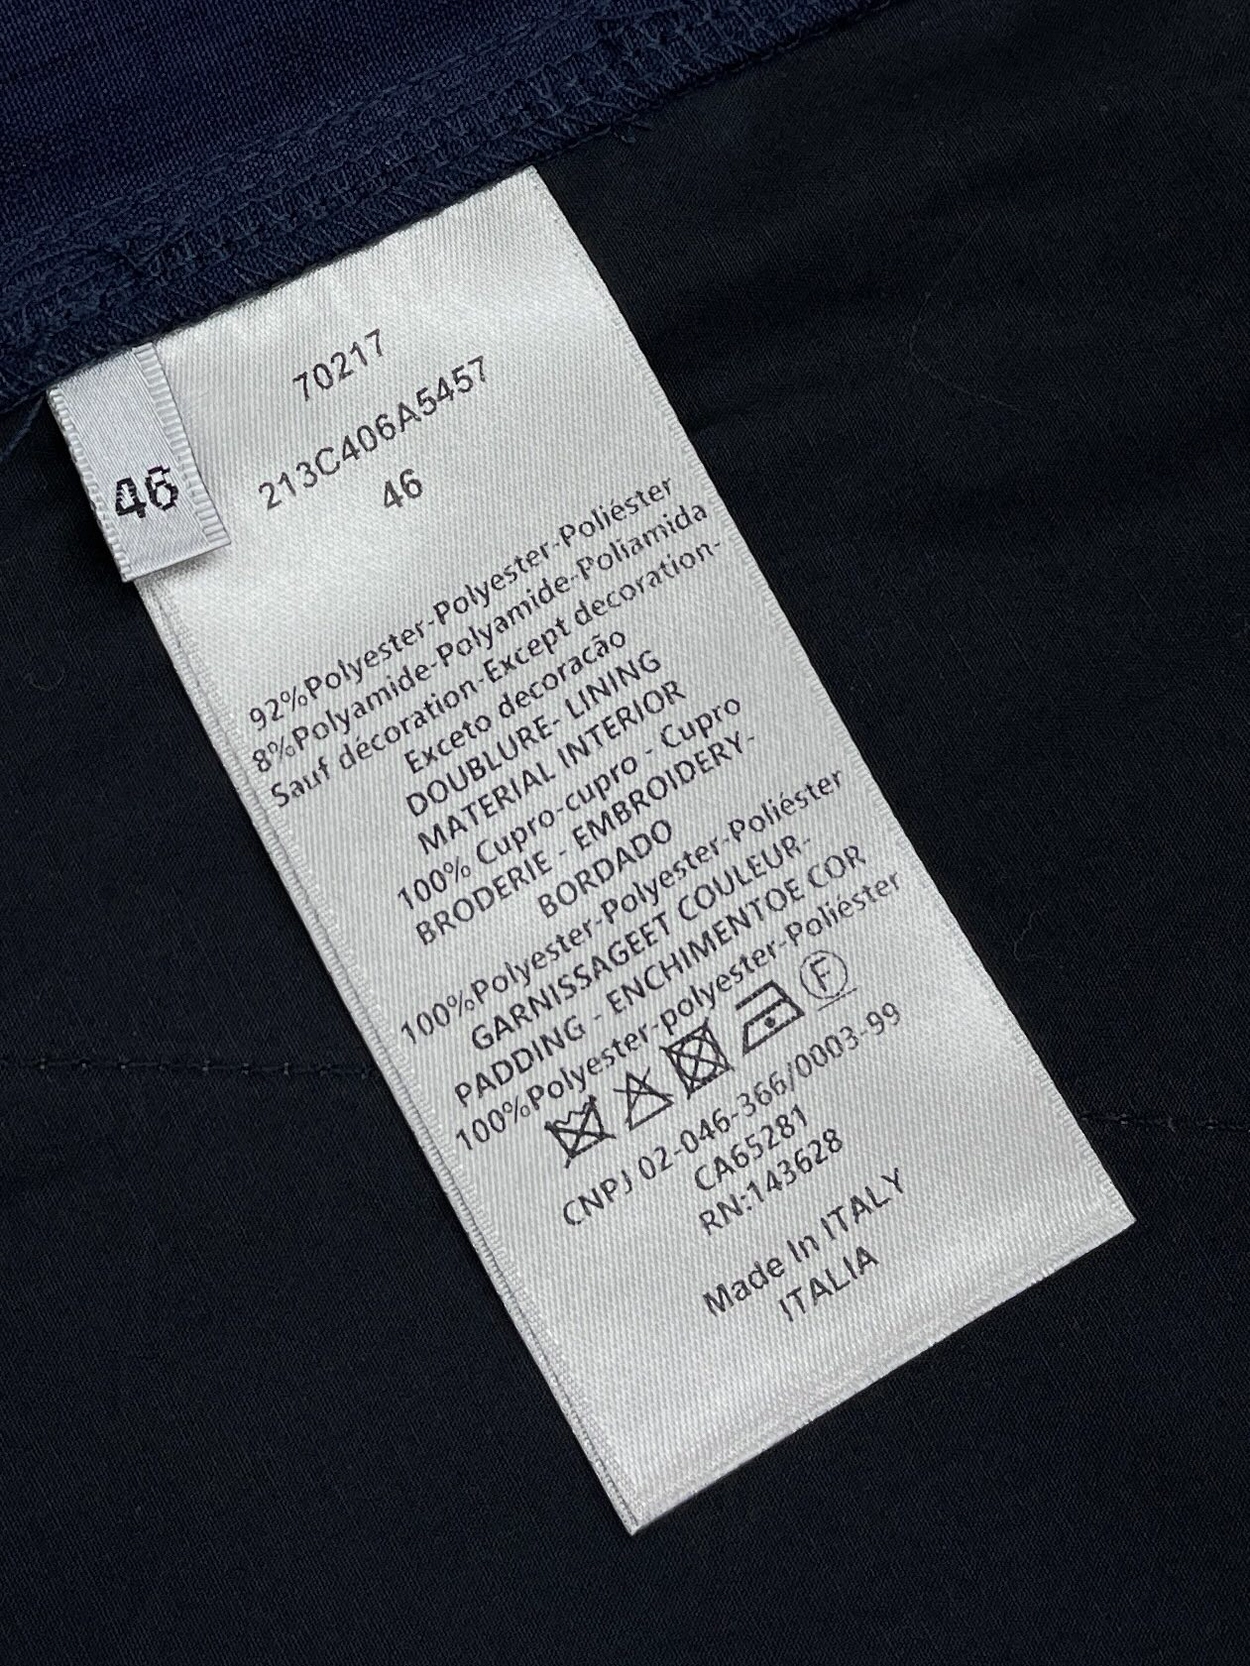 46
70217
213C406A5457
46
92%Polyester-Polyester-Poliéster
8%Polyamide-Polyamide-Poliamida
Sauf décoration-Except decoration-
Exceto decoracão
DOUBLURE- LINING
MATERIAL INTERIOR
100% Cupro-cupro - Cupro
BRODERIE - EMBROIDERY-
BORDADO
100%Polyester-Polyester-Poliéster
GARNISSAGEET COULEUR-
PADDING - ENCHIMENTOE COR
100%Polyester-polyester-Poliéster
F
CNPJ 02-046-366/0003-99
CA65281
RN:143628
Made In ITALY
ITALIA